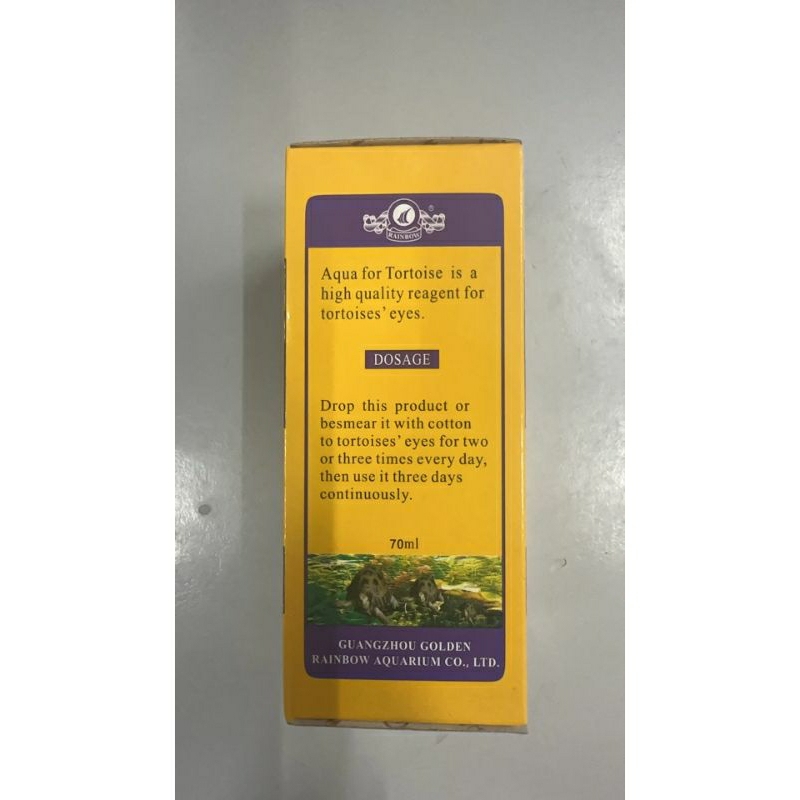 ®
RAINBOW
Aqua for Tortoise is a
high quality reagent for
tortoises' eyes.
DOSAGE
Drop this product or
besmear it with cotton
to tortoises' eyes for two
or three times every day,
then use it three days
continuously.
70ml
GUANGZHOU GOLDEN
RAINBOW AQUARIUM CO., LTD.